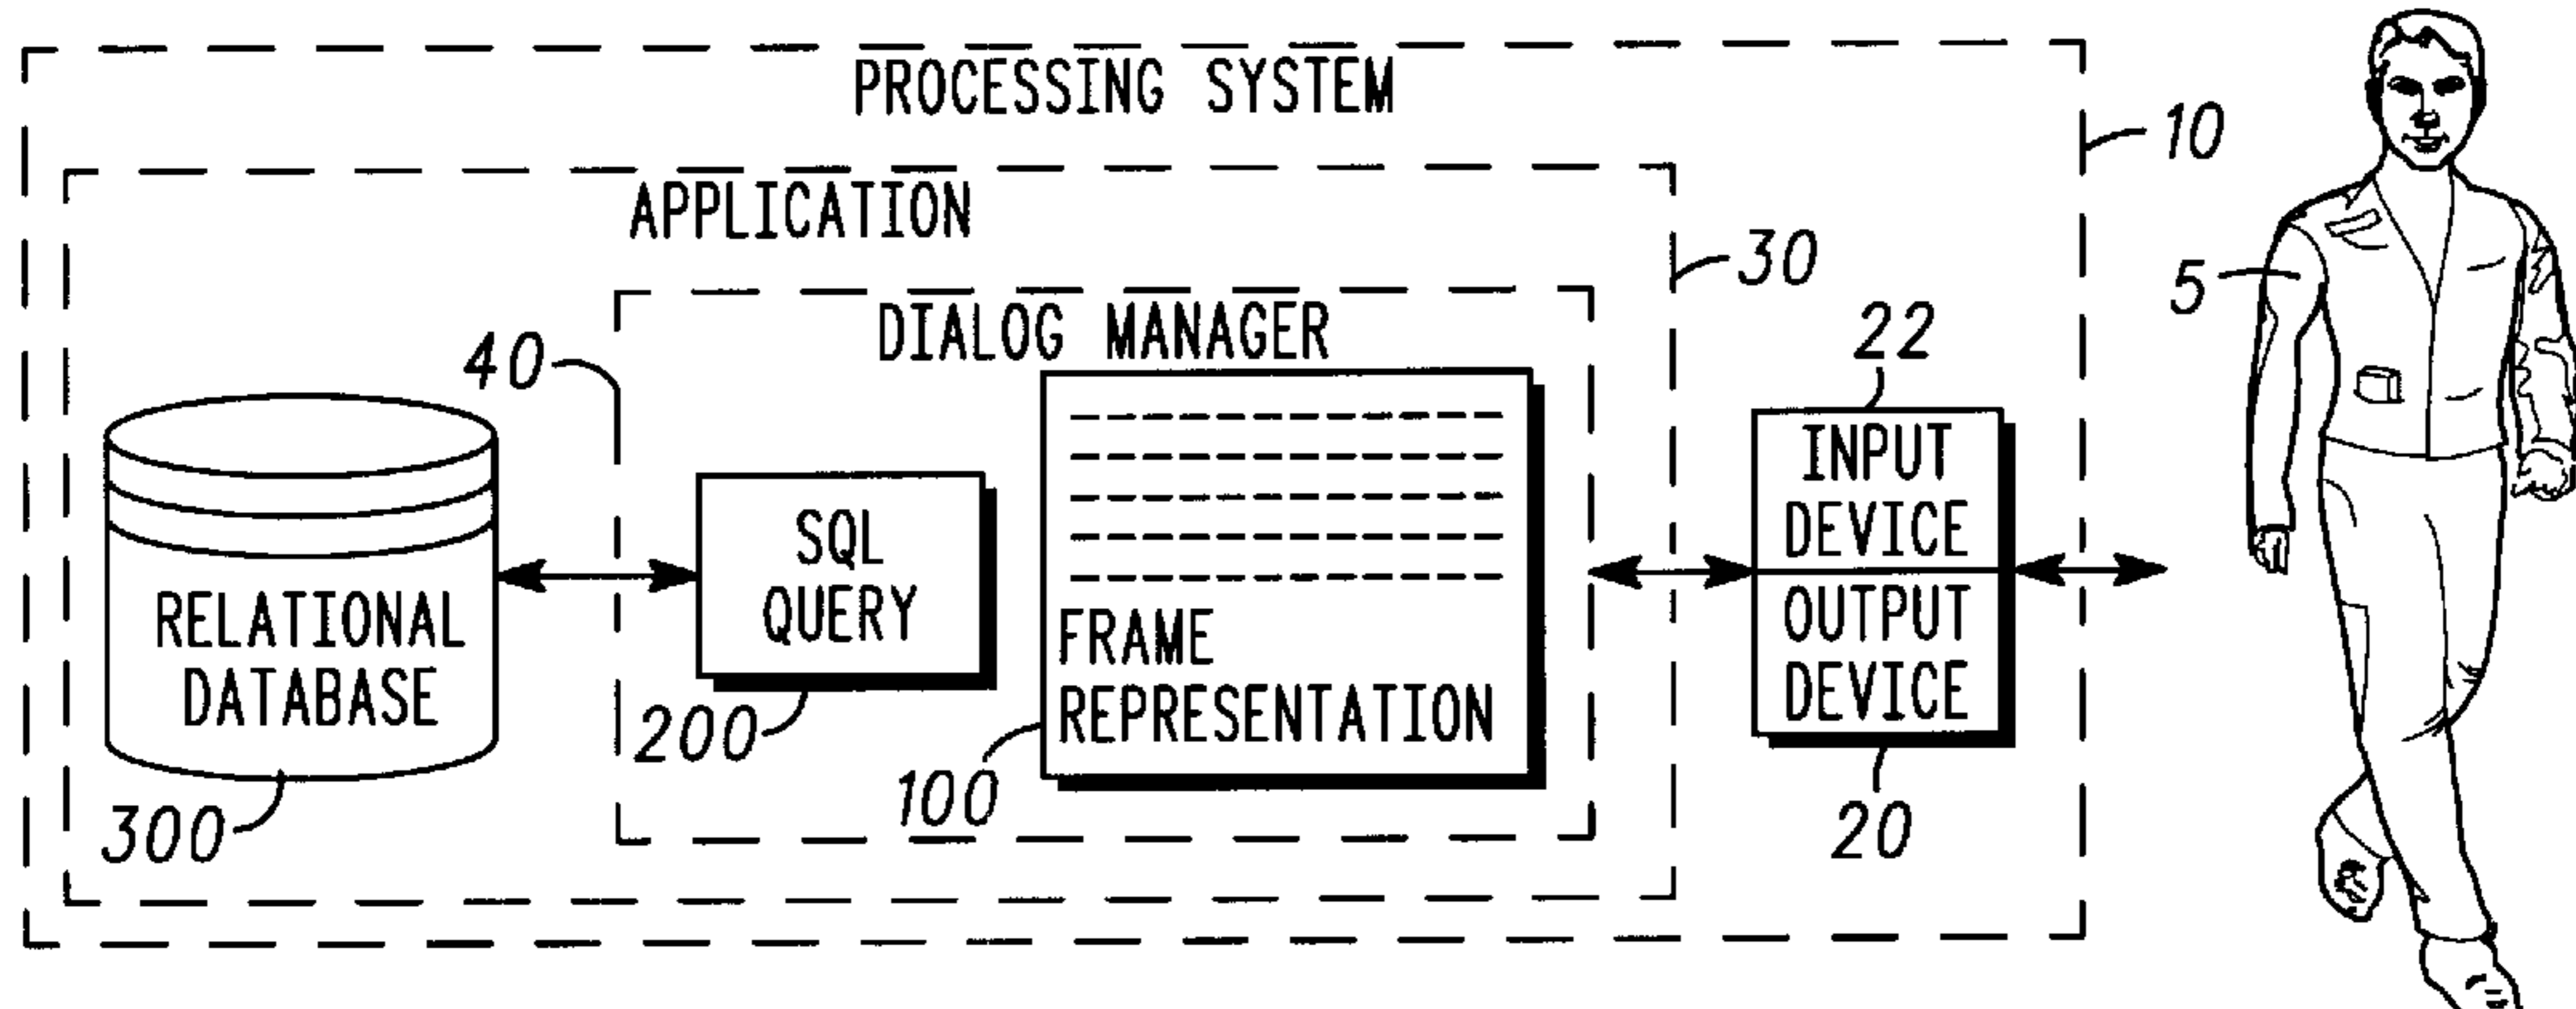 PROCESSING SYSTEM
10
APPLICATION
30
5
DIALOG MANAGER
40
22
INPUT
DEVICE
OUTPUT
DEVICE
20
SQL
QUERY
200
FRAME
REPRESENTATION
100
RELATIONAL
DATABASE
300